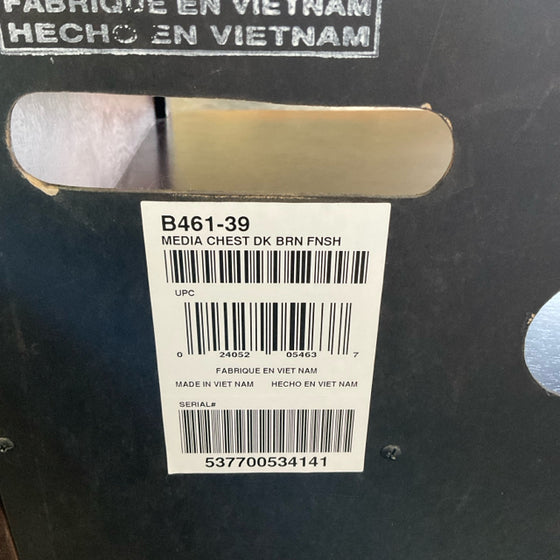 FABRIQUE EN VIETNAM
HECHO EN VIETNAM
B461-39
MEDIA CHEST DK BRN FNSH
UPC
0 24052 05463 7
FABRIQUE EN VIET NAM
MADE IN VIET NAM HECHO EN VIET NAM
SERIAL#
537700534141